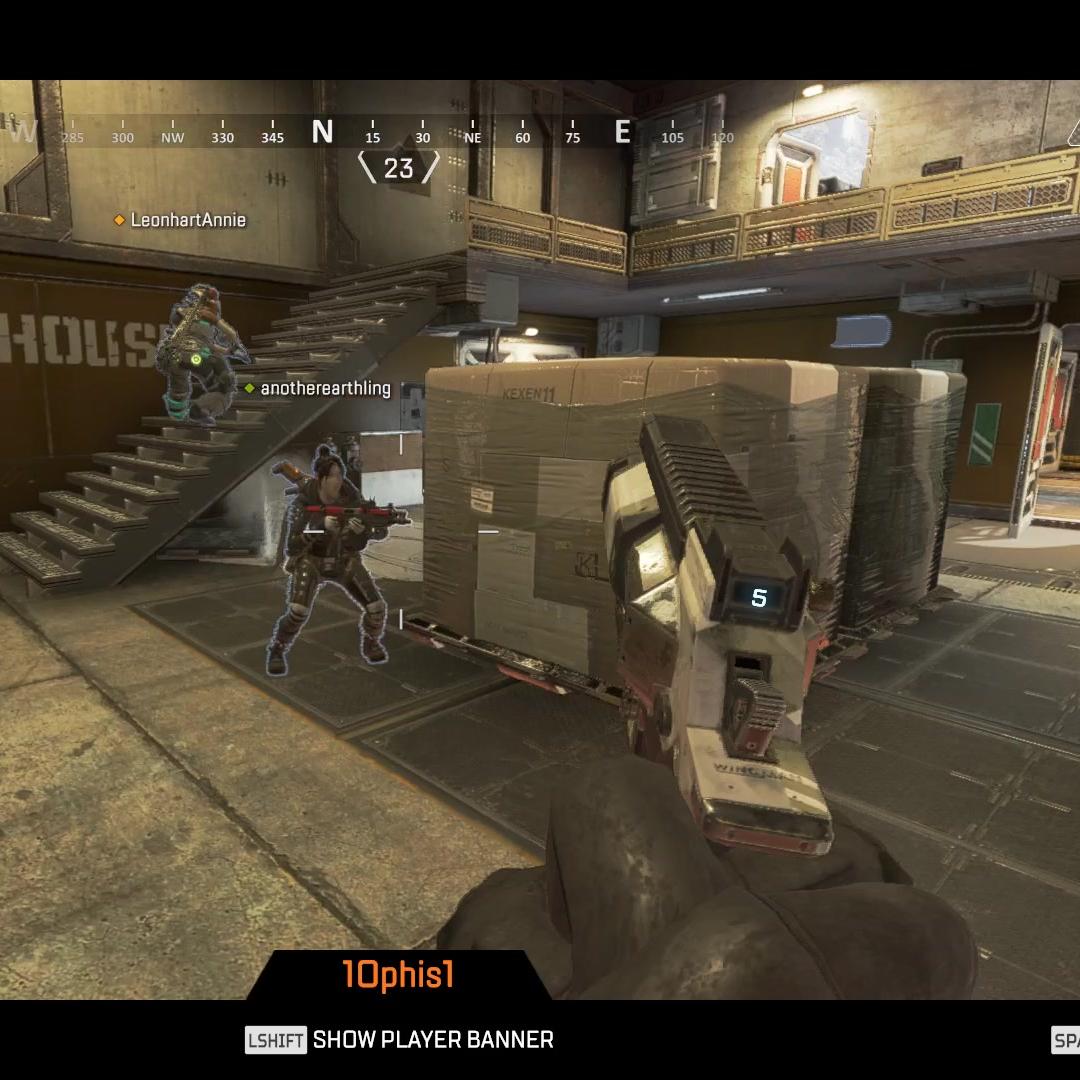 W 285 300 NW 330 345 N 15 30 NE 60 75 E 105 120
23
LeonhartAnnie
HOUS
anotherearthling
KEXEN11
5
WINGMAN
1Ophis1
LSHIFT SHOW PLAYER BANNER
SPA